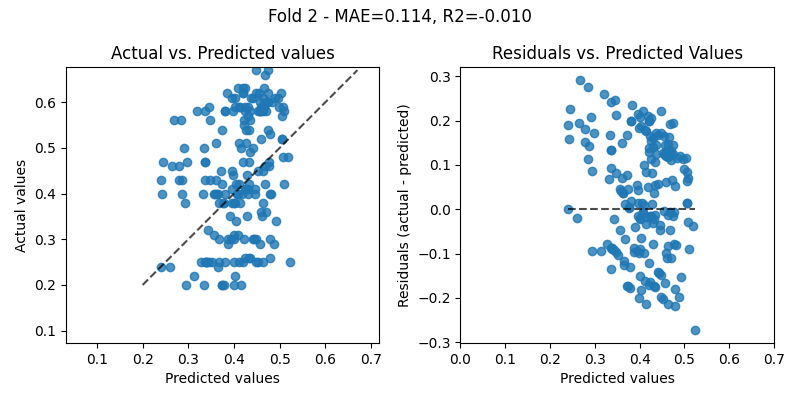 Fold 2 - MAE=0.114, R2=-0.010
Actual vs. Predicted values
Actual values
0.6
0.5
0.4
0.3
0.2
0.1
0.1 0.2 0.3 0.4 0.5 0.6 0.7
Predicted values
Residuals vs. Predicted Values
Residuals (actual - predicted)
0.3
0.2
0.1
0.0
−0.1
−0.2
−0.3
0.0 0.1 0.2 0.3 0.4 0.5 0.6 0.7
Predicted values